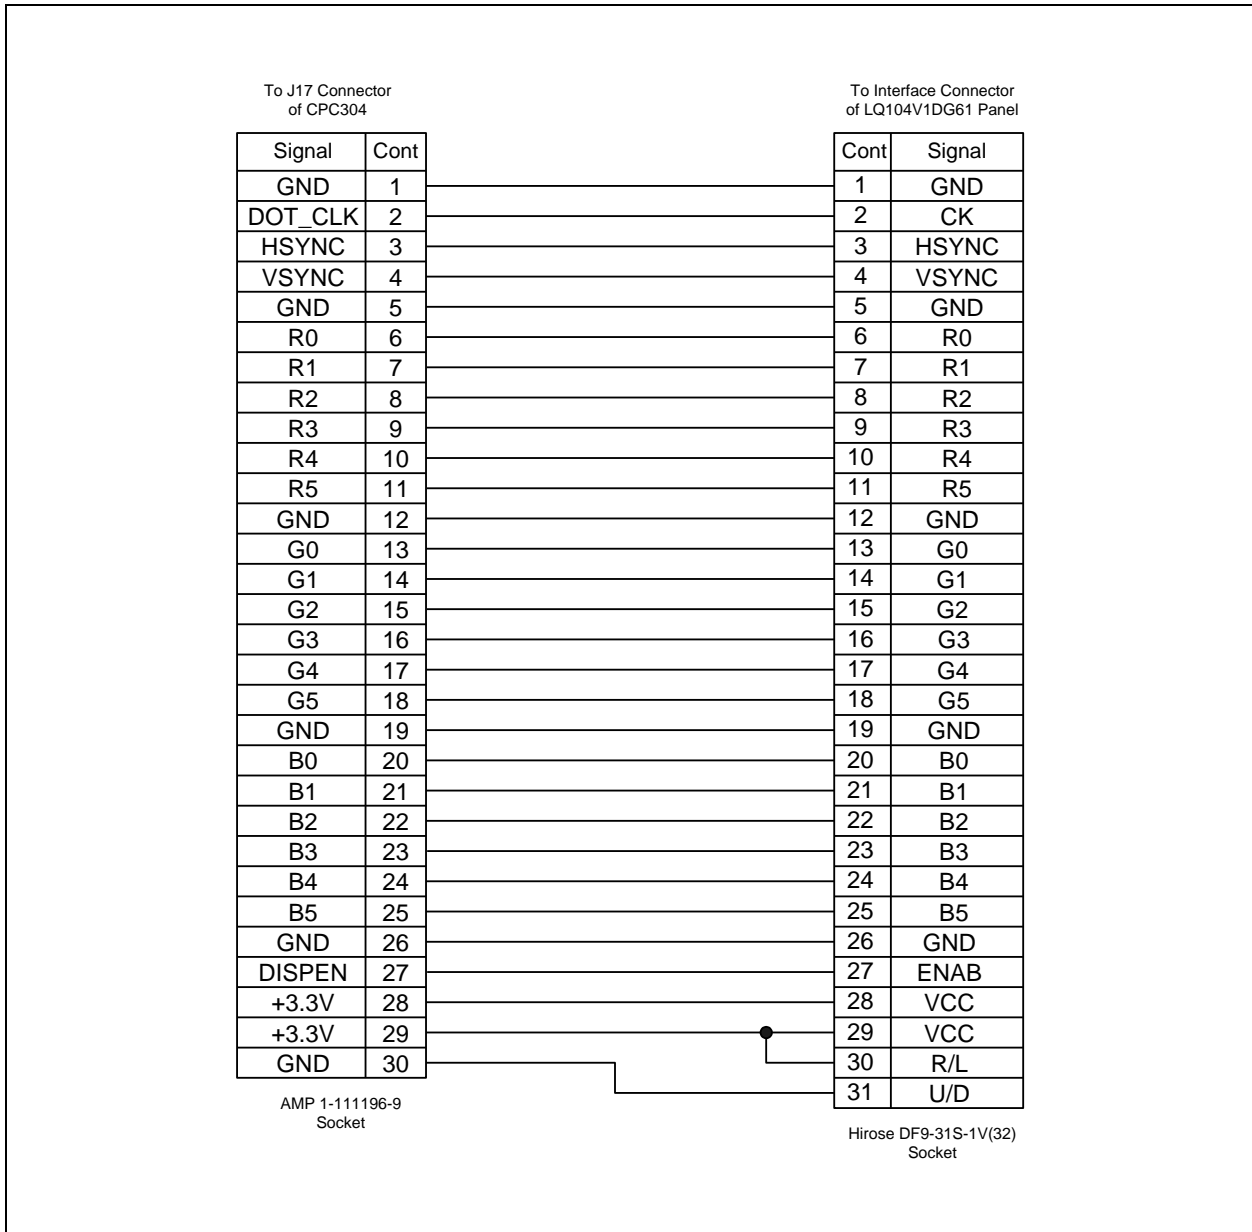 To J17 Connector
of CPC304
To Interface Connector
of LQ104V1DG61 Panel
Signal Cont Cont Signal
GND 1 1 GND
DOT_CLK 2 2 CK
HSYNC 3 3 HSYNC
VSYNC 4 4 VSYNC
GND 5 5 GND
R0 6 6 R0
R1 7 7 R1
R2 8 8 R2
R3 9 9 R3
R4 10 10 R4
R5 11 11 R5
GND 12 12 GND
G0 13 13 G0
G1 14 14 G1
G2 15 15 G2
G3 16 16 G3
G4 17 17 G4
G5 18 18 G5
GND 19 19 GND
B0 20 20 B0
B1 21 21 B1
B2 22 22 B2
B3 23 23 B3
B4 24 24 B4
B5 25 25 B5
GND 26 26 GND
DISPEN 27 27 ENAB
+3.3V 28 28 VCC
+3.3V 29 29 VCC
GND 30 30 R/L
31 U/D
AMP 1-111196-9
Socket
Hirose DF9-31S-1V(32)
Socket